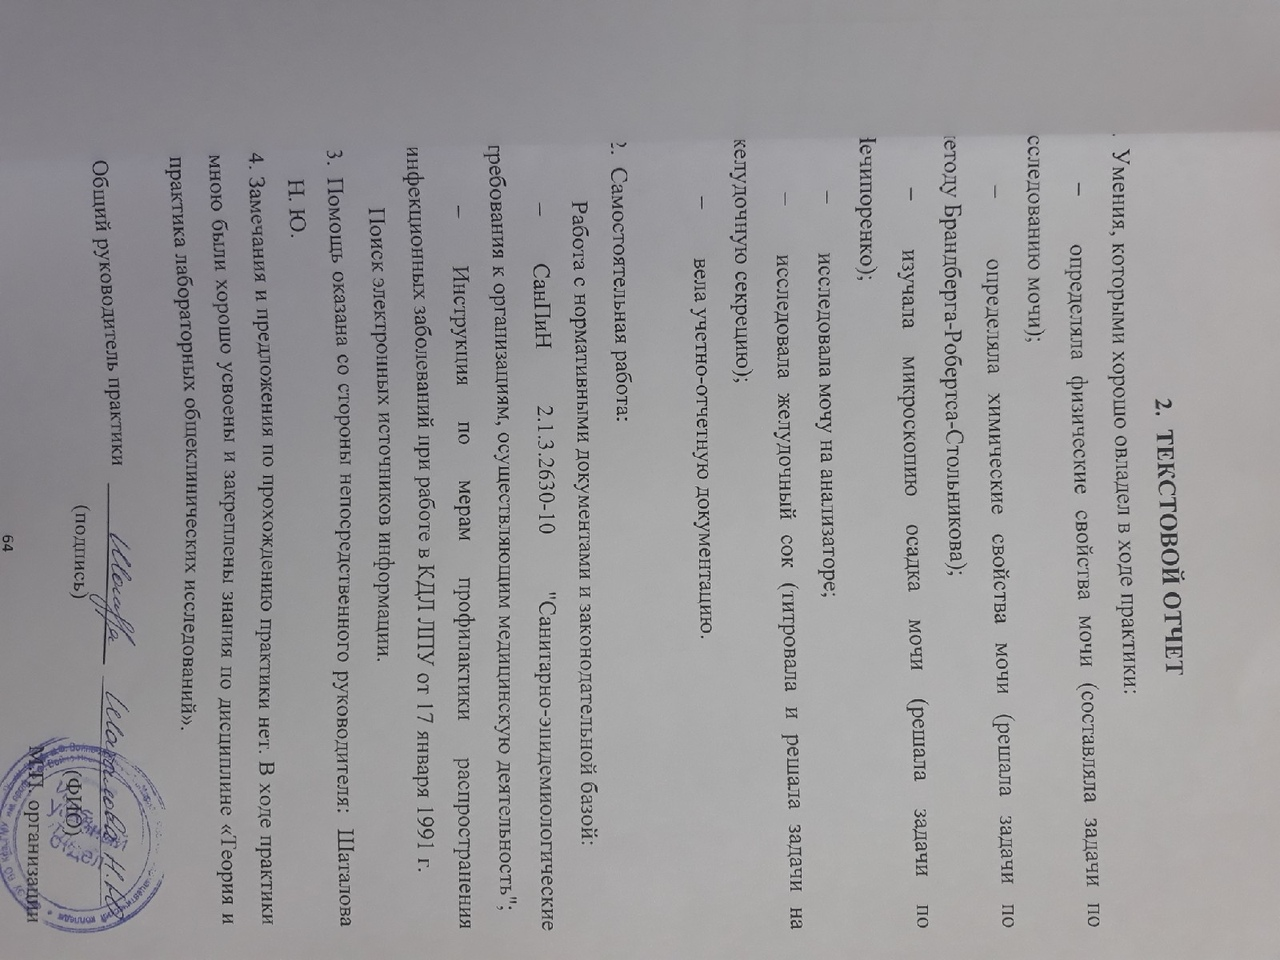 2. ТЕКСТОВОЙ ОТЧЕТ
. Умения, которыми хорошо овладел в ходе практики:
– определяла физические свойства мочи (составляла задачи по
сследованию мочи);
– определяла химические свойства мочи (решала задачи по
етоду Брандберга-Робертса-Стольникова);
– изучала микроскопию осадка мочи (решала задачи по
Нечипоренко);
– исследовала мочу на анализаторе;
– исследовала желудочный сок (титровала и решала задачи на
келудочную секрецию);
– вела учетно-отчетную документацию.
2. Самостоятельная работа:
Работа с нормативными документами и законодательной базой:
– СанПиН 2.1.3.2630-10 "Санитарно-эпидемиологические
требования к организациям, осуществляющим медицинскую деятельность";
– Инструкция по мерам профилактики распространения
инфекционных заболеваний при работе в КДЛ ЛПУ от 17 января 1991 г.
Поиск электронных источников информации.
3. Помощь оказана со стороны непосредственного руководителя: Шаталова
Н. Ю.
4. Замечания и предложения по прохождению практики нет. В ходе практики
мною были хорошо усвоены и закреплены знания по дисциплине «Теория и
практика лабораторных общеклинических исследований».
Общий руководитель практики Шаталова Н.Ю
(подпись) (ФИО)
М.П. организации
64